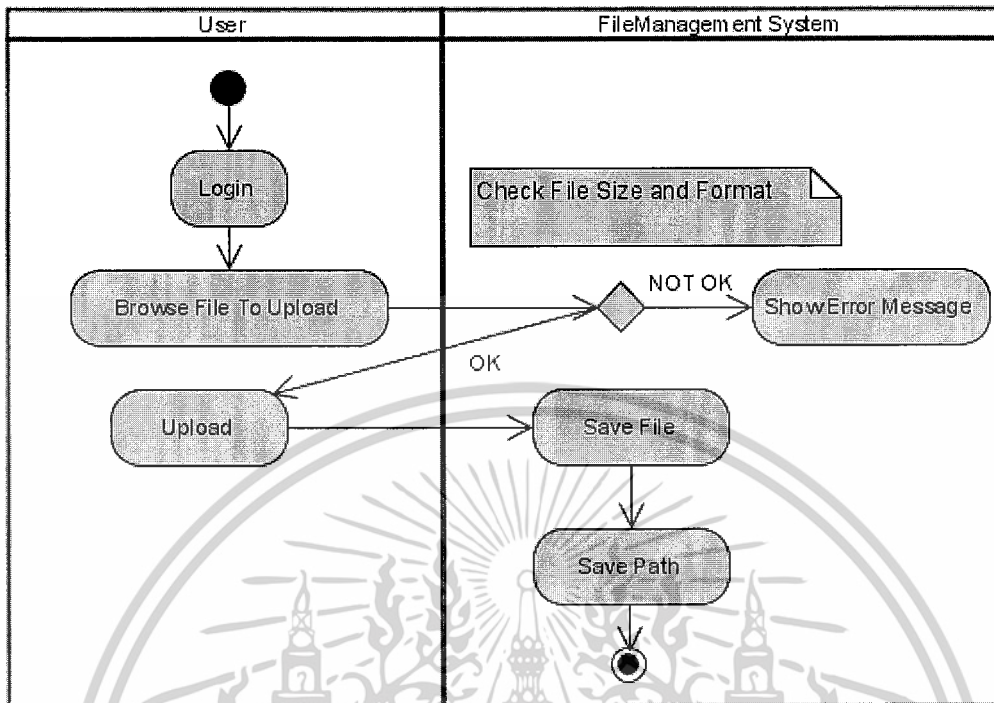 User
FileManagement System
Login
Check File Size and Format
Browse File To Upload
NOT OK
Show Error Message
OK
Upload
Save File
Save Path